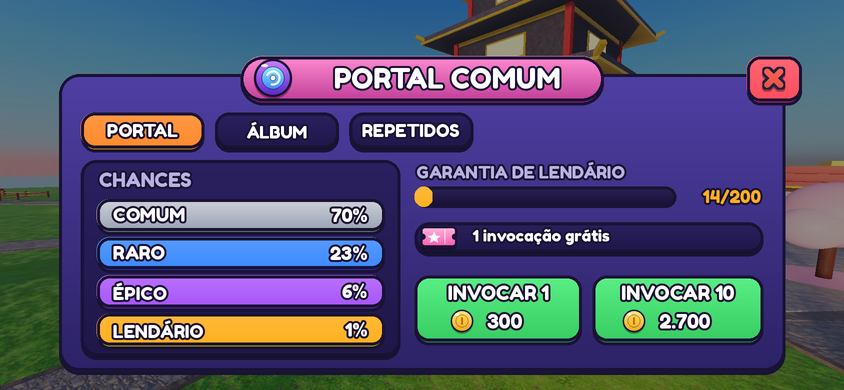 PORTAL COMUM
PORTAL
ÁLBUM
REPETIDOS
CHANCES
COMUM 70%
RARO 23%
ÉPICO 6%
LENDÁRIO 1%
GARANTIA DE LENDÁRIO
14/200
1 invocação grátis
INVOCAR 1
300
INVOCAR 10
2.700